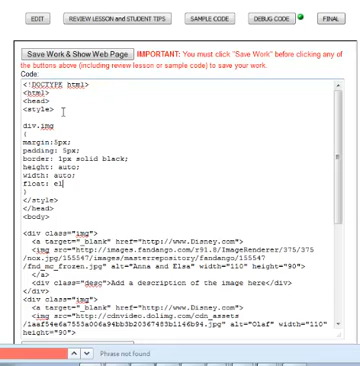 EDIT REVIEW LESSON and STUDENT TIPS SAMPLE CODE DEBUG CODE FINAL
Save Work & Show Web Page IMPORTANT: You must click "Save Work" before clicking any of
the buttons above (including review lesson or sample code) to save your work.
Code:
<!DOCTYPE html>
<html>
<head>
<style>
div.img
{
margin:5px;
padding: 5px;
border: 1px solid black;
height: auto;
width: auto;
float: el
}
</style>
</head>
<body>
<div class="img">
<a target="_blank" href="http://www.Disney.com">
<img src="http://images.fandango.com/r91.8/ImageRenderer/375/375
/nox.jpg/155547/images/masterrepository/fandango/155547
/fnd_mc_frozen.jpg" alt="Anna and Elsa" width="110" height="90">
</a>
<div class="desc">Add a description of the image here</div>
</div>
<div class="img">
<a target="_blank" href="http://www.Disney.com">
<img src="http://cdnvideo.dolimg.com/cdn_assets
/1aaf54e6a7553a006a94bb3b20367483b1146b94.jpg" alt="Olaf" width="110"
height="90">
Phrase not found